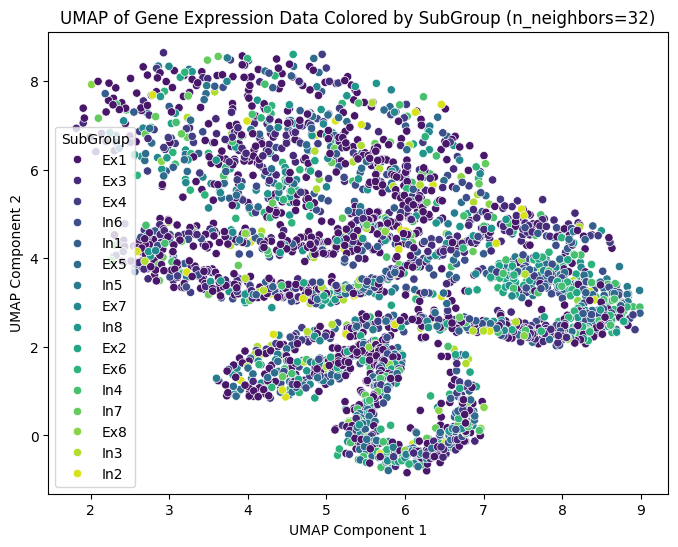 UMAP of Gene Expression Data Colored by SubGroup (n_neighbors=32)
UMAP Component 2
8
6
4
2
0
SubGroup
Ex1
Ex3
Ex4
In6
In1
Ex5
In5
Ex7
In8
Ex2
Ex6
In4
In7
Ex8
In3
In2
2 3 4 5 6 7 8 9
UMAP Component 1